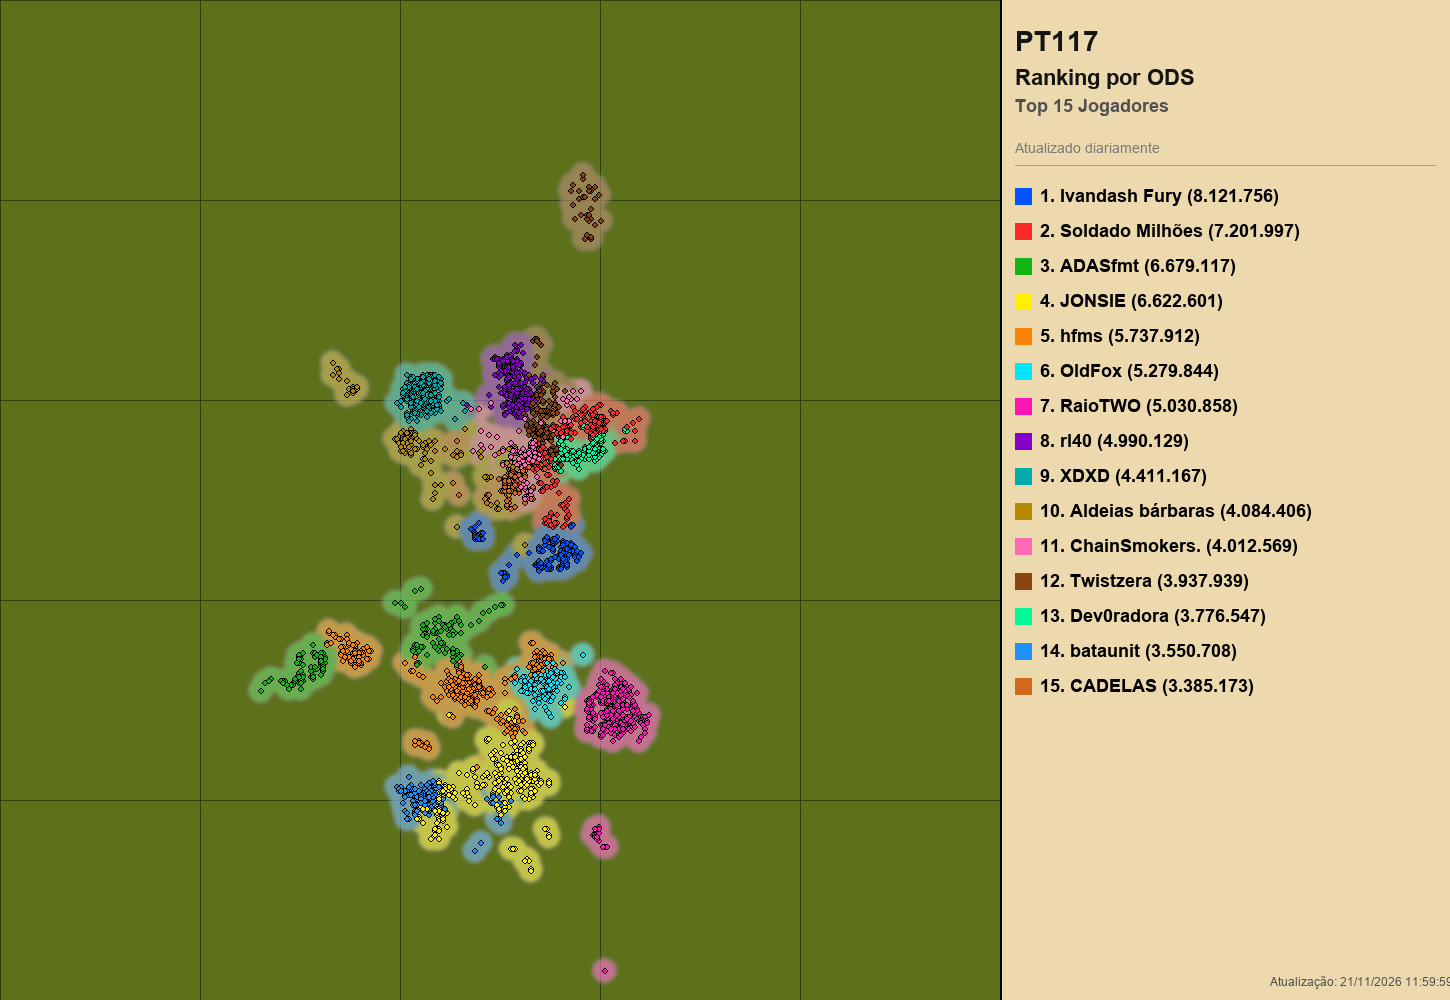 PT117
Ranking por ODS
Top 15 Jogadores
Atualizado diariamente
1. Ivandash Fury (8.121.756)
2. Soldado Milhões (7.201.997)
3. ADASfmt (6.679.117)
4. JONSIE (6.622.601)
5. hfms (5.737.912)
6. OldFox (5.279.844)
7. RaioTWO (5.030.858)
8. rl40 (4.990.129)
9. XDXD (4.411.167)
10. Aldeias bárbaras (4.084.406)
11. ChainSmokers. (4.012.569)
12. Twistzera (3.937.939)
13. Dev0radora (3.776.547)
14. bataunit (3.550.708)
15. CADELAS (3.385.173)
Atualização: 21/11/2026 11:59:59